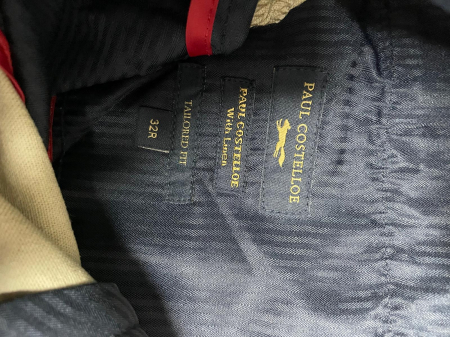 PAUL COSTELLOE
PAUL COSTELLOE
With Linen
TAILORED FIT
32R